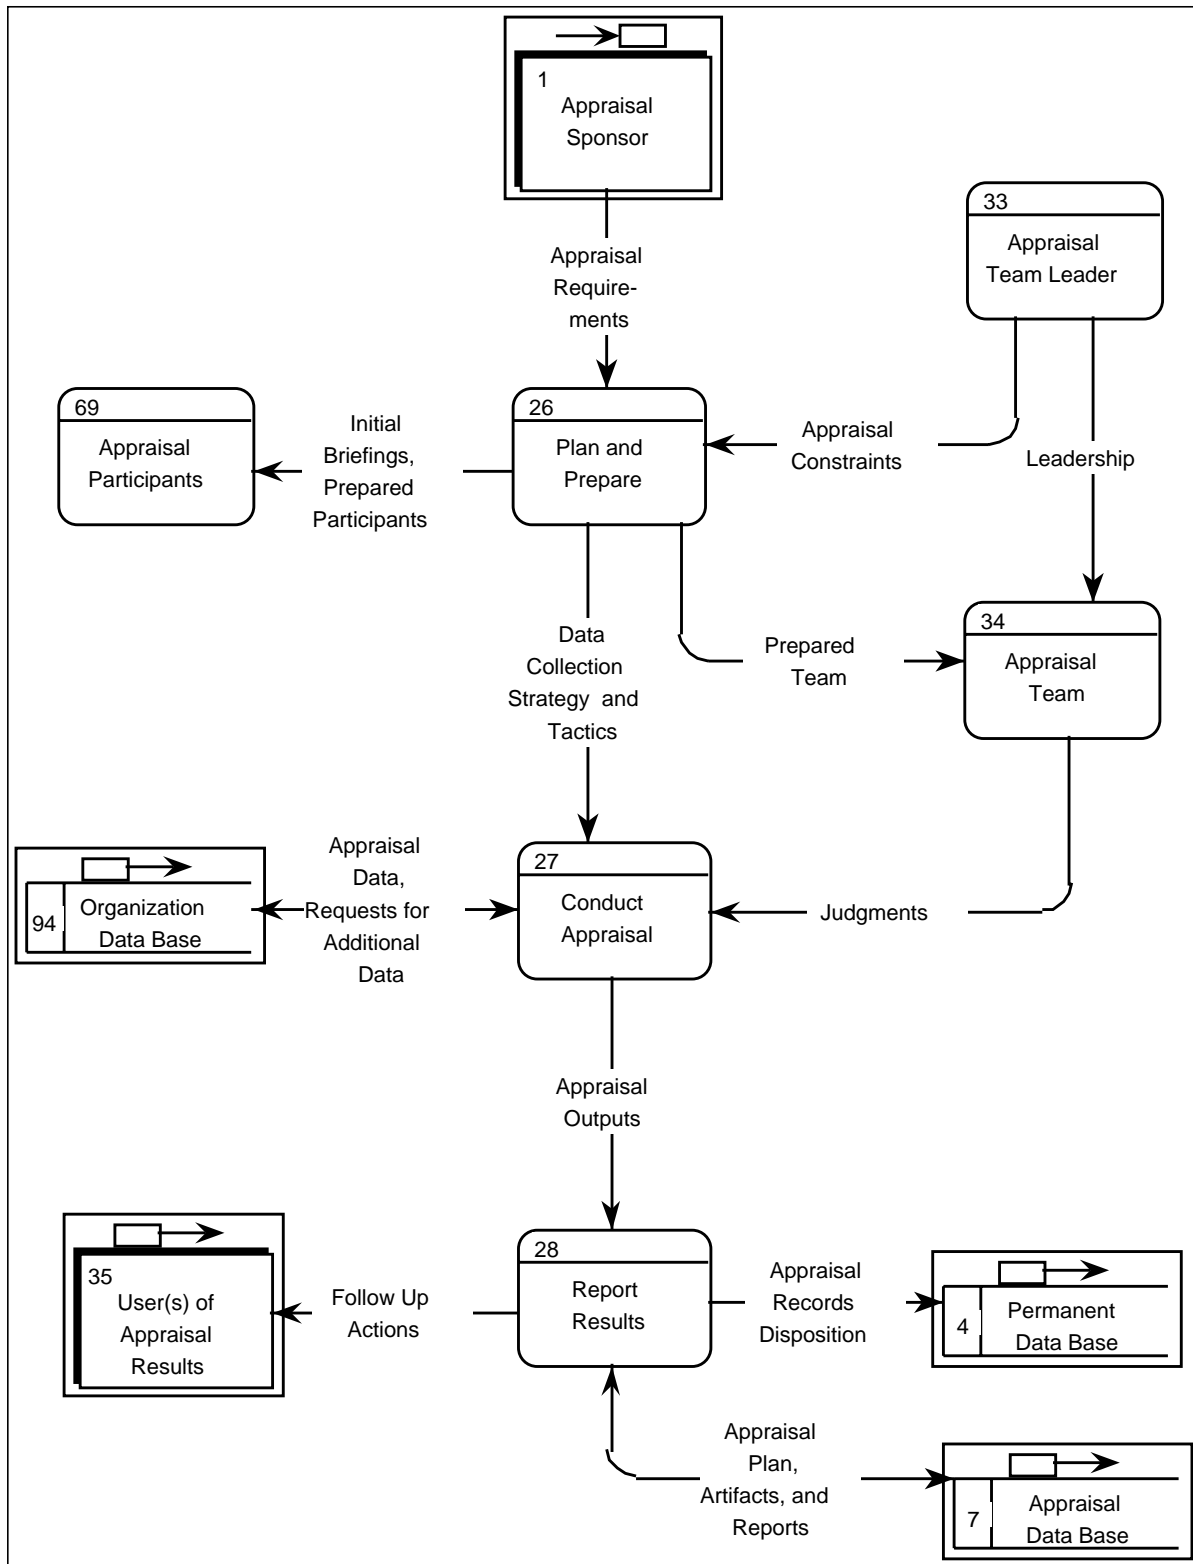 1
Appraisal
Sponsor
33
Appraisal
Team Leader
Appraisal
Require-
ments
69
Appraisal
Participants
Initial
Briefings,
Prepared
Participants
26
Plan and
Prepare
Appraisal
Constraints
Leadership
34
Appraisal
Team
Prepared
Team
Data
Collection
Strategy and
Tactics
94
Organization
Data Base
Appraisal
Data,
Requests for
Additional
Data
27
Conduct
Appraisal
Judgments
Appraisal
Outputs
35
User(s) of
Appraisal
Results
Follow Up
Actions
28
Report
Results
Appraisal
Records
Disposition
4
Permanent
Data Base
Appraisal
Plan,
Artifacts, and
Reports
7
Appraisal
Data Base